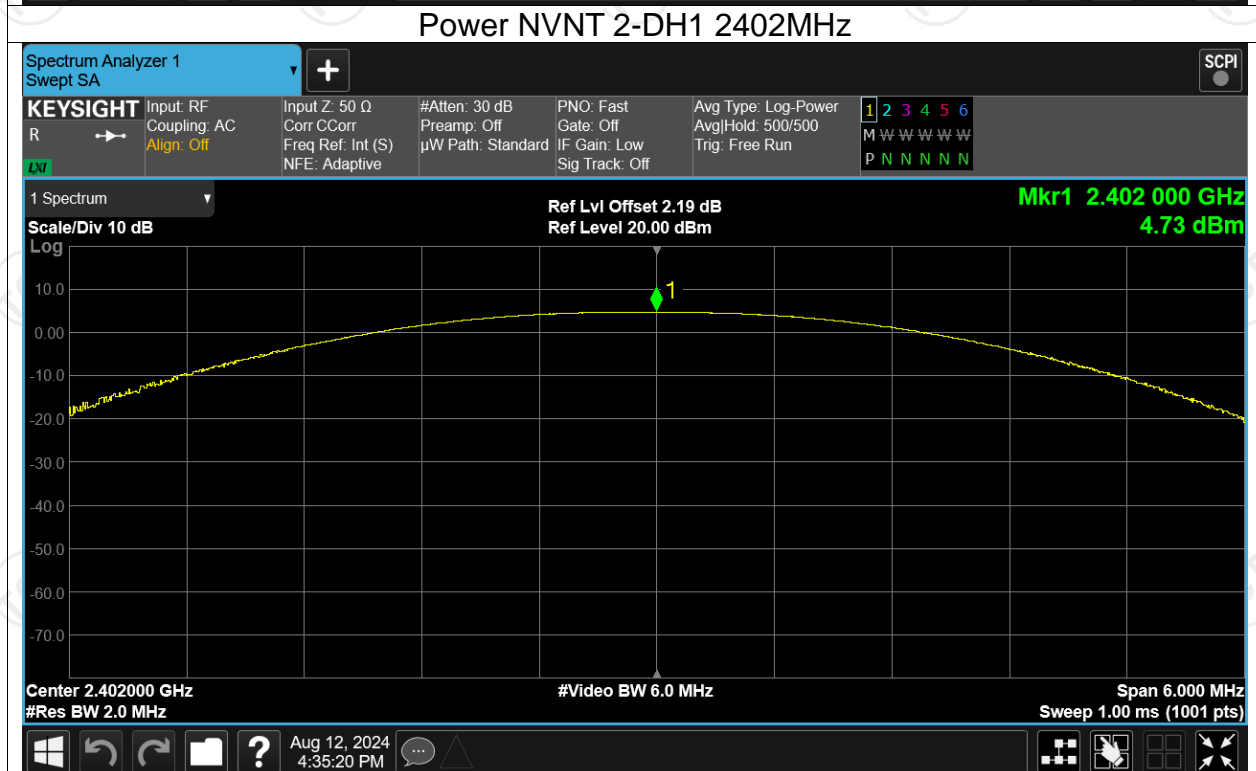 Power NVNT 2-DH1 2402MHz
Spectrum Analyzer 1
Swept SA
SCPI
KEYSIGHT
R
LXI
Input: RF
Coupling: AC
Align: Off
Input Z: 50 Ω
Corr CCorr
Freq Ref: Int (S)
NFE: Adaptive
#Atten: 30 dB
Preamp: Off
µW Path: Standard
PNO: Fast
Gate: Off
IF Gain: Low
Sig Track: Off
Avg Type: Log-Power
Avg|Hold: 500/500
Trig: Free Run
1 2 3 4 5 6
M W W W W W
P N N N N N
1 Spectrum
Scale/Div 10 dB
Ref Lvl Offset 2.19 dB
Ref Level 20.00 dBm
Mkr1 2.402 000 GHz
4.73 dBm
Log
10.0
0.00
-10.0
-20.0
-30.0
-40.0
-50.0
-60.0
-70.0
1
Center 2.402000 GHz
#Res BW 2.0 MHz
#Video BW 6.0 MHz
Span 6.000 MHz
Sweep 1.00 ms (1001 pts)
?
Aug 12, 2024
4:35:20 PM